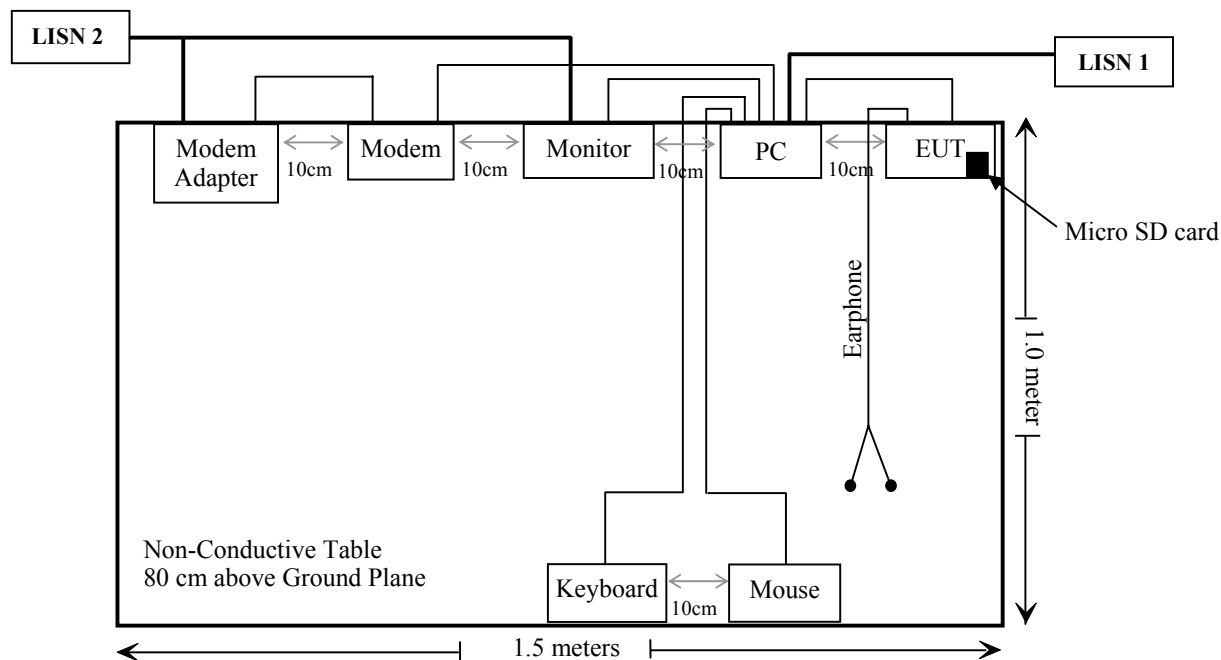 LISN 2
LISN 1
Modem
Adapter
10cm
Modem
10cm
Monitor
10cm
PC
10cm
EUT
Micro SD card
Earphone
1.0 meter
Non-Conductive Table
80 cm above Ground Plane
Keyboard
10cm
Mouse
1.5 meters